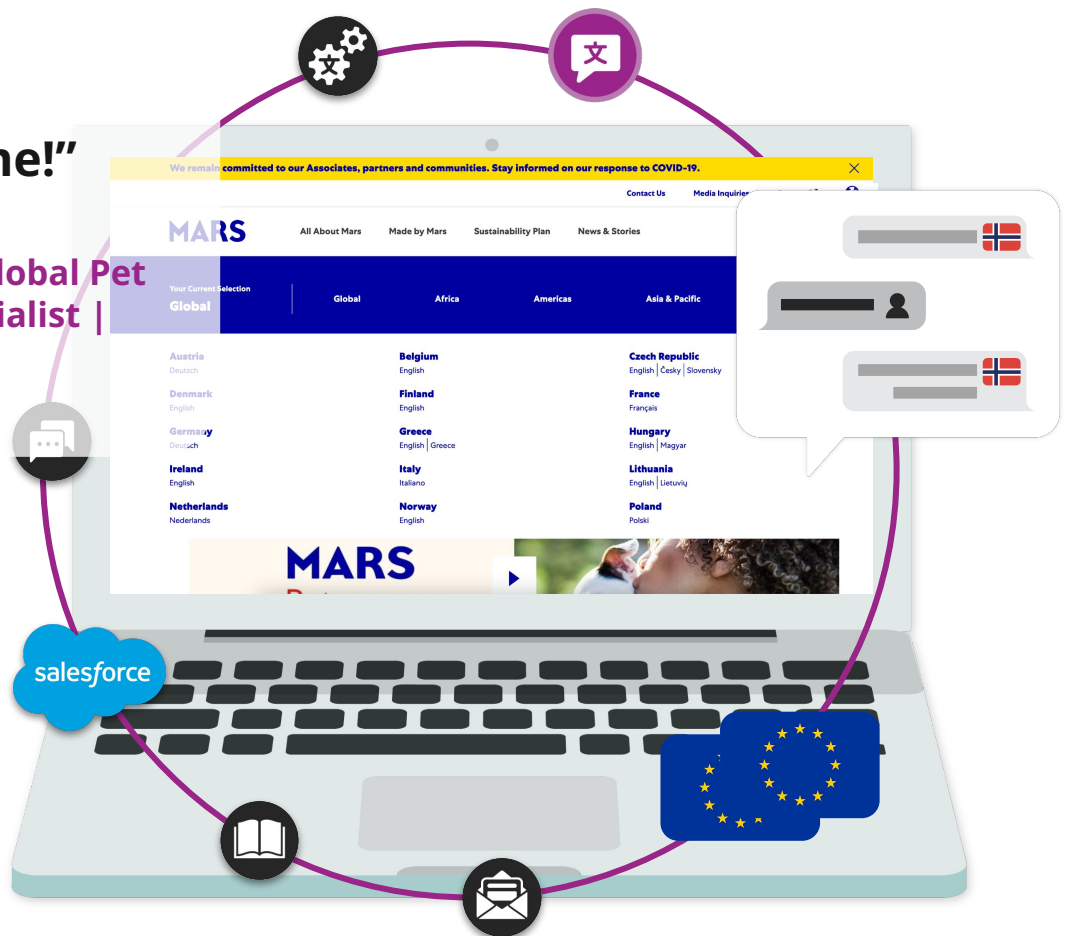 ne!”
lobal Pet
ialist |
We remain committed to our Associates, partners and communities. Stay informed on our response to COVID-19.
Contact Us Media Inquiries
MARS All About Mars Made by Mars Sustainability Plan News & Stories
Your Current Selection
Global Global Africa Americas Asia & Pacific
Austria Belgium Czech Republic
Deutsch English English | Česky | Slovensky
Denmark Finland France
English English Français
Germany Greece Hungary
Deutsch English | Greece English | Magyar
Ireland Italy Lithuania
English Italiano English | Lietuvių
Netherlands Norway Poland
Nederlands English Polski
MARS
salesforce
文
文